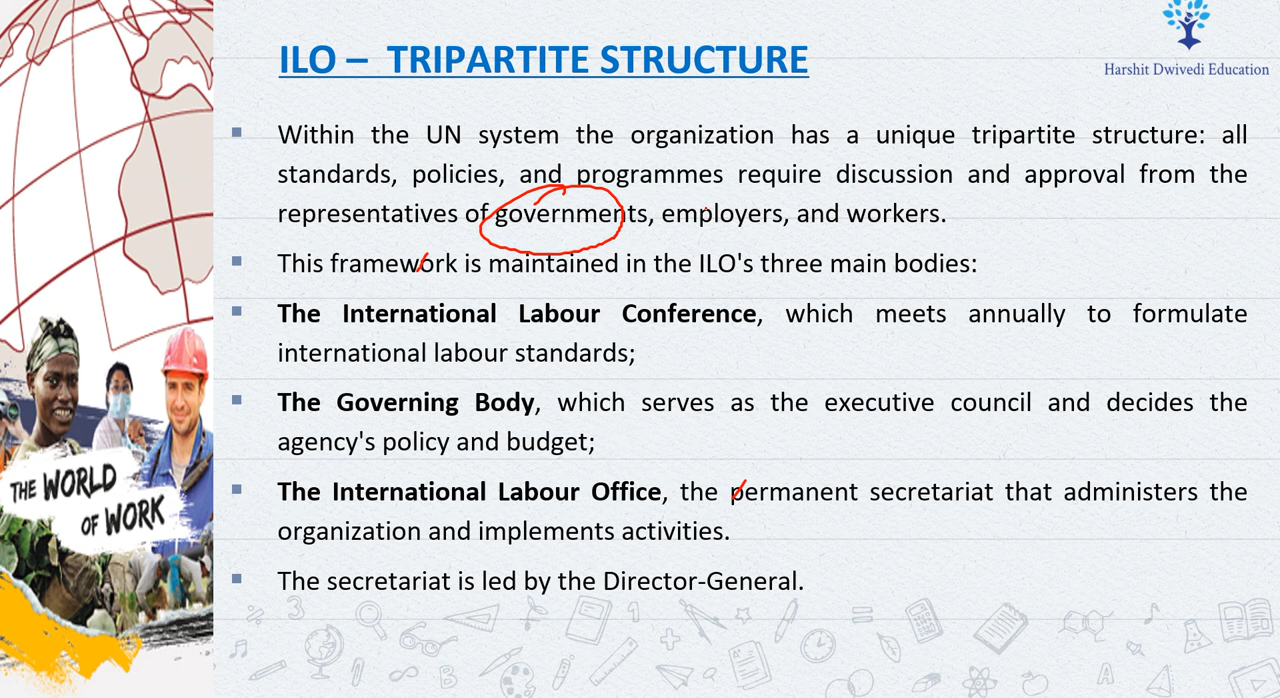 ILO – TRIPARTITE STRUCTURE
Harshit Dwivedi Education
Within the UN system the organization has a unique tripartite structure: all
standards, policies, and programmes require discussion and approval from the
representatives of governments, employers, and workers.
This framework is maintained in the ILO's three main bodies:
The International Labour Conference, which meets annually to formulate
international labour standards;
The Governing Body, which serves as the executive council and decides the
agency's policy and budget;
The International Labour Office, the permanent secretariat that administers the
organization and implements activities.
The secretariat is led by the Director-General.
THE WORLD
OF WORK